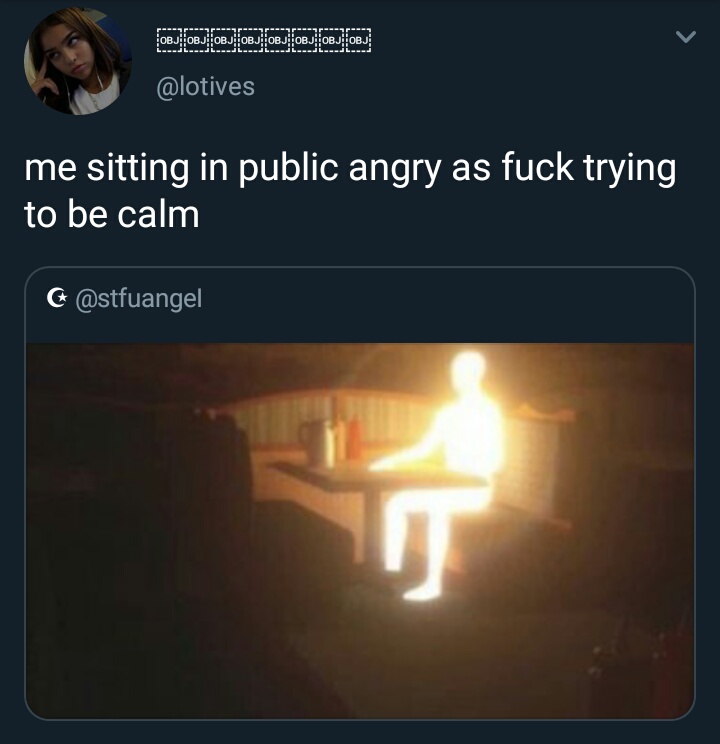 @lotives
me sitting in public angry as fuck trying
to be calm
☪ @stfuangel